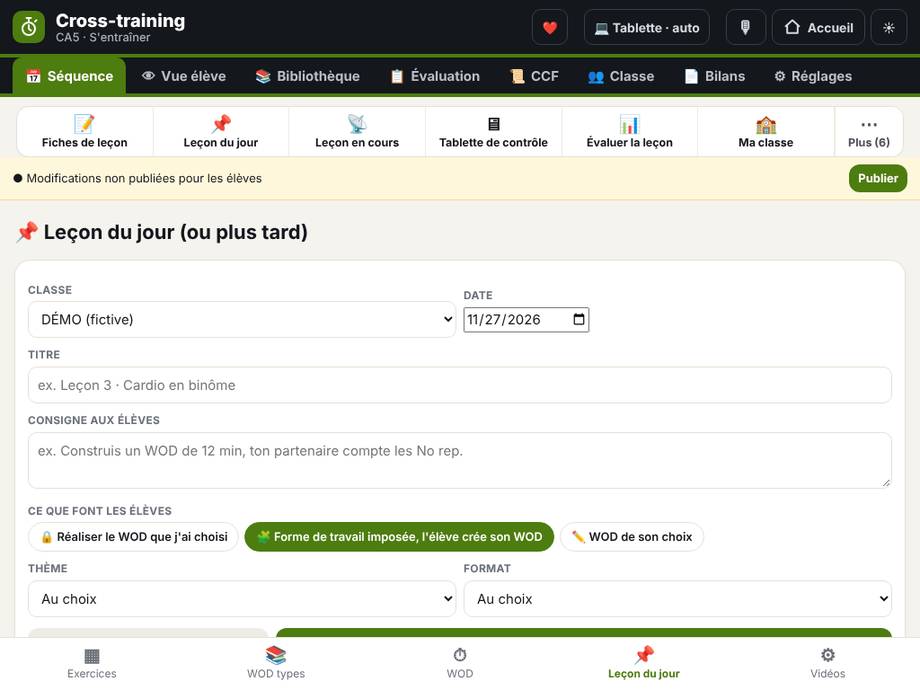 Cross-training
CA5 · S'entraîner
Tablette · auto
Accueil
Séquence
Vue élève
Bibliothèque
Évaluation
CCF
Classe
Bilans
Réglages
Fiches de leçon
Leçon du jour
Leçon en cours
Tablette de contrôle
Évaluer la leçon
Ma classe
Plus (6)
Modifications non publiées pour les élèves
Publier
Leçon du jour (ou plus tard)
CLASSE
DATE
DÉMO (fictive)
11/27/2026
TITRE
ex. Leçon 3 · Cardio en binôme
CONSIGNE AUX ÉLÈVES
ex. Construis un WOD de 12 min, ton partenaire compte les No rep.
CE QUE FONT LES ÉLÈVES
Réaliser le WOD que j'ai choisi
Forme de travail imposée, l'élève crée son WOD
WOD de son choix
THÈME
FORMAT
Au choix
Au choix
Exercices
WOD types
WOD
Leçon du jour
Vidéos